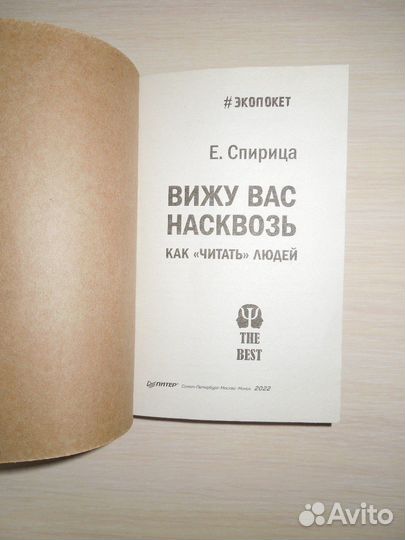 #ЭКОПОКЕТ
Е. Спирица
ВИЖУ ВАС
НАСКВОЗЬ
КАК «ЧИТАТЬ» ЛЮДЕЙ
Ψ
THE
BEST
ПИТЕР® Санкт-Петербург·Москва·Минск 2022
Avito